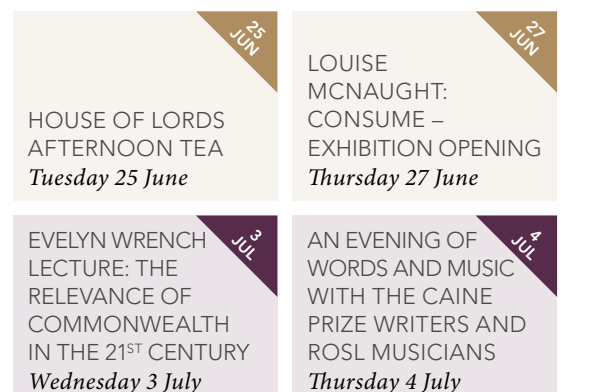 25
JUN
HOUSE OF LORDS
AFTERNOON TEA
Tuesday 25 June
27
JUN
LOUISE
MCNAUGHT:
CONSUME –
EXHIBITION OPENING
Thursday 27 June
3
JUL
EVELYN WRENCH
LECTURE: THE
RELEVANCE OF
COMMONWEALTH
IN THE 21ST CENTURY
Wednesday 3 July
4
JUL
AN EVENING OF
WORDS AND MUSIC
WITH THE CAINE
PRIZE WRITERS AND
ROSL MUSICIANS
Thursday 4 July